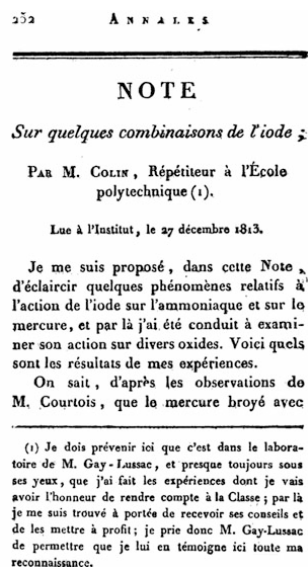 252 ANNALES
NOTE
Sur quelques combinaisons de l'iode ;
PAR M. COLIN, Répétiteur à l'École
polytechnique (1).
Lue à l'Institut, le 27 décembre 1813.
Je me suis proposé, dans cette Note,
d'éclaircir quelques phénomènes relatifs à
l'action de l'iode sur l'ammoniaque et sur le
mercure, et par là j'ai été conduit à exami-
ner son action sur divers oxides. Voici quels
sont les résultats de mes expériences.
On sait, d'après les observations de
M. Courtois, que le mercure broyé avec
(1) Je dois prévenir ici que c'est dans le labora-
toire de M. Gay-Lussac, et presque toujours sous
ses yeux, que j'ai fait les expériences dont je vais
avoir l'honneur de rendre compte à la Classe ; par là
je me suis trouvé à portée de recevoir ses conseils et
de les mettre à profit ; je prie donc M. Gay-Lussac
de permettre que je lui en témoigne ici toute ma
reconnaissance.